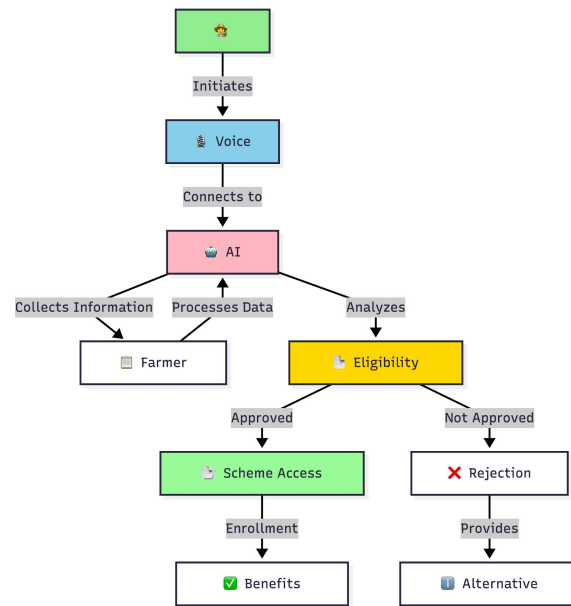 Initiates
Voice
Connects to
AI
Collects Information
Processes Data
Analyzes
Farmer
Eligibility
Approved
Not Approved
Scheme Access
Rejection
Enrollment
Provides
Benefits
Alternative